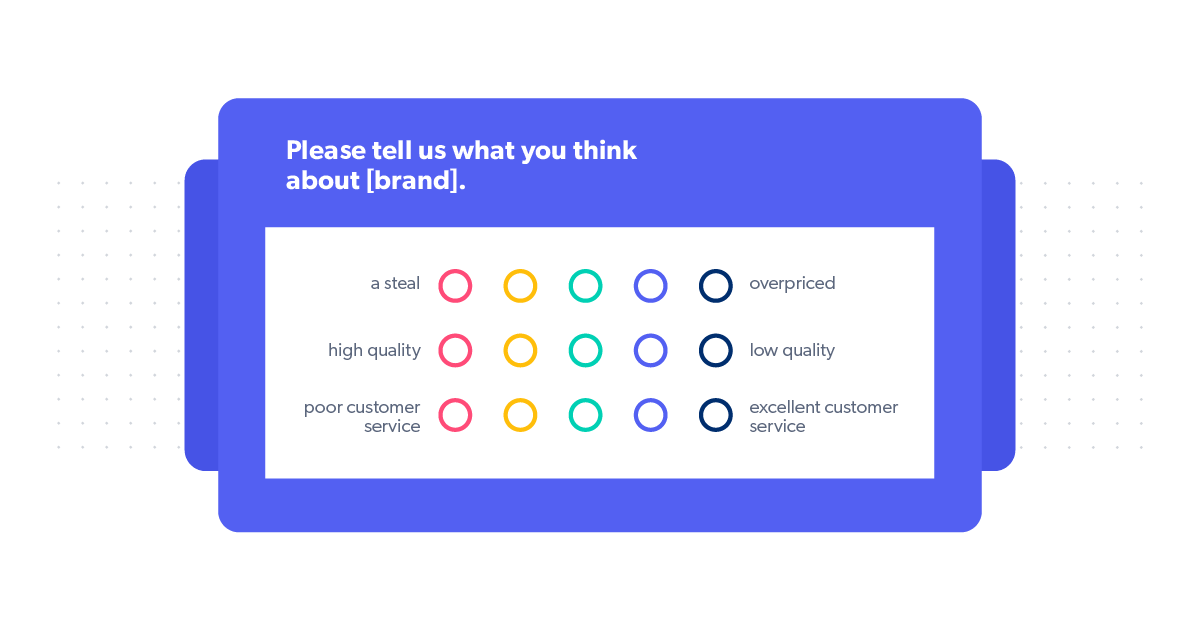 Please tell us what you think
about [brand].
a steal overpriced
high quality low quality
poor customer
service
excellent customer
service